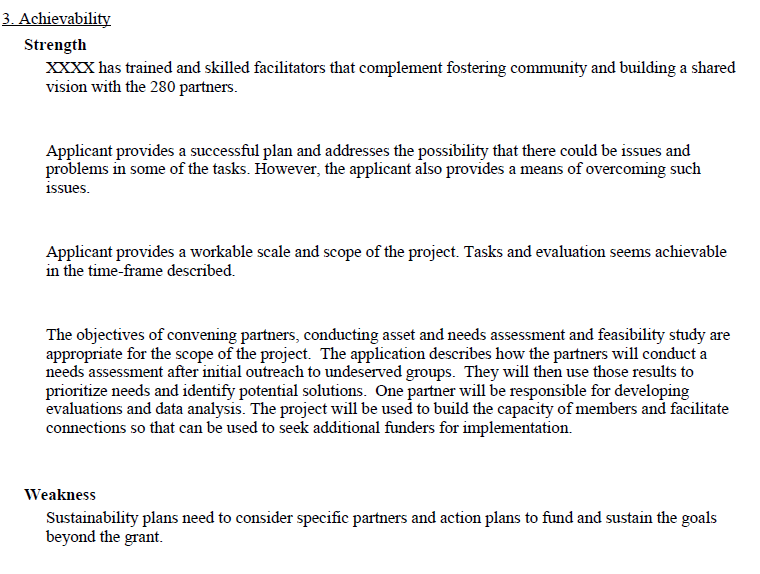 3. Achievability
Strength
XXXX has trained and skilled facilitators that complement fostering community and building a shared
vision with the 280 partners.
Applicant provides a successful plan and addresses the possibility that there could be issues and
problems in some of the tasks. However, the applicant also provides a means of overcoming such
issues.
Applicant provides a workable scale and scope of the project. Tasks and evaluation seems achievable
in the time-frame described.
The objectives of convening partners, conducting asset and needs assessment and feasibility study are
appropriate for the scope of the project.  The application describes how the partners will conduct a
needs assessment after initial outreach to undeserved groups.  They will then use those results to
prioritize needs and identify potential solutions.  One partner will be responsible for developing
evaluations and data analysis. The project will be used to build the capacity of members and facilitate
connections so that can be used to seek additional funders for implementation.
Weakness
Sustainability plans need to consider specific partners and action plans to fund and sustain the goals
beyond the grant.